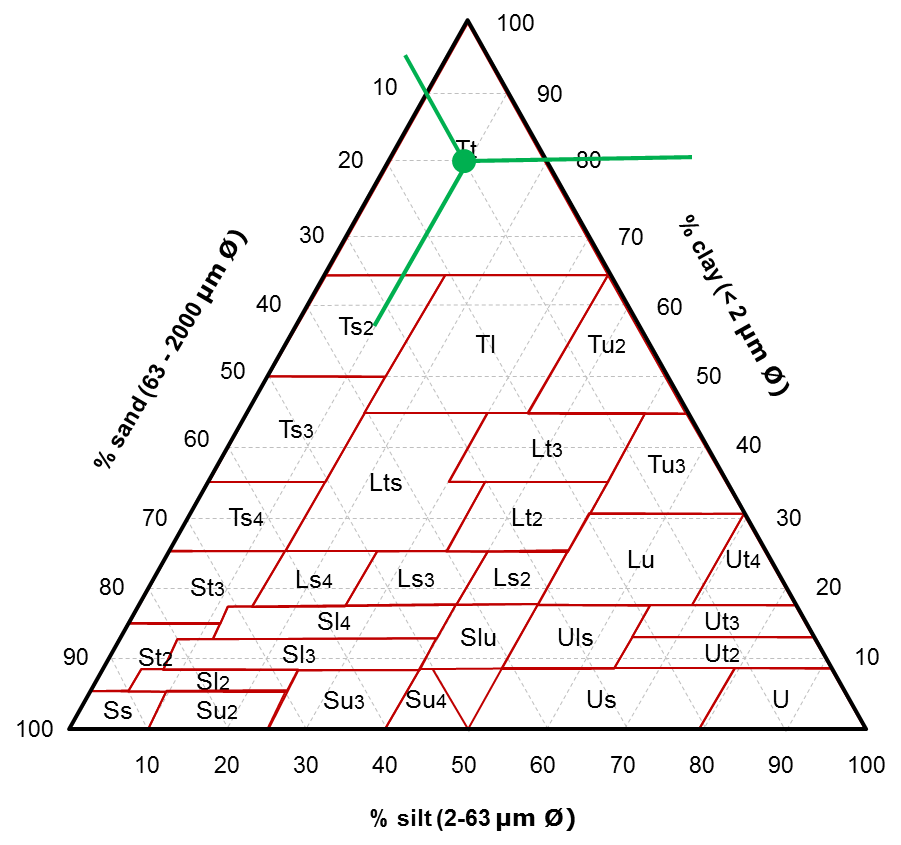 100
10
90
Tt
20
80
30
70
% sand (63 - 2000 µm Ø)
% clay (< 2 µm Ø)
40
60
Ts2
Tl
Tu2
50
50
Ts3
60
40
Lt3
Tu3
Lts
70
Ts4
Lt2
30
80
St3
Ls4
Ls3
Ls2
Lu
Ut4
20
Sl4
Slu
Uls
Ut3
90
St2
Sl3
Ut2
10
Sl2
Ss
Su2
Su3
Su4
Us
U
100
10
20
30
40
50
60
70
80
90
100
% silt (2-63 µm Ø)